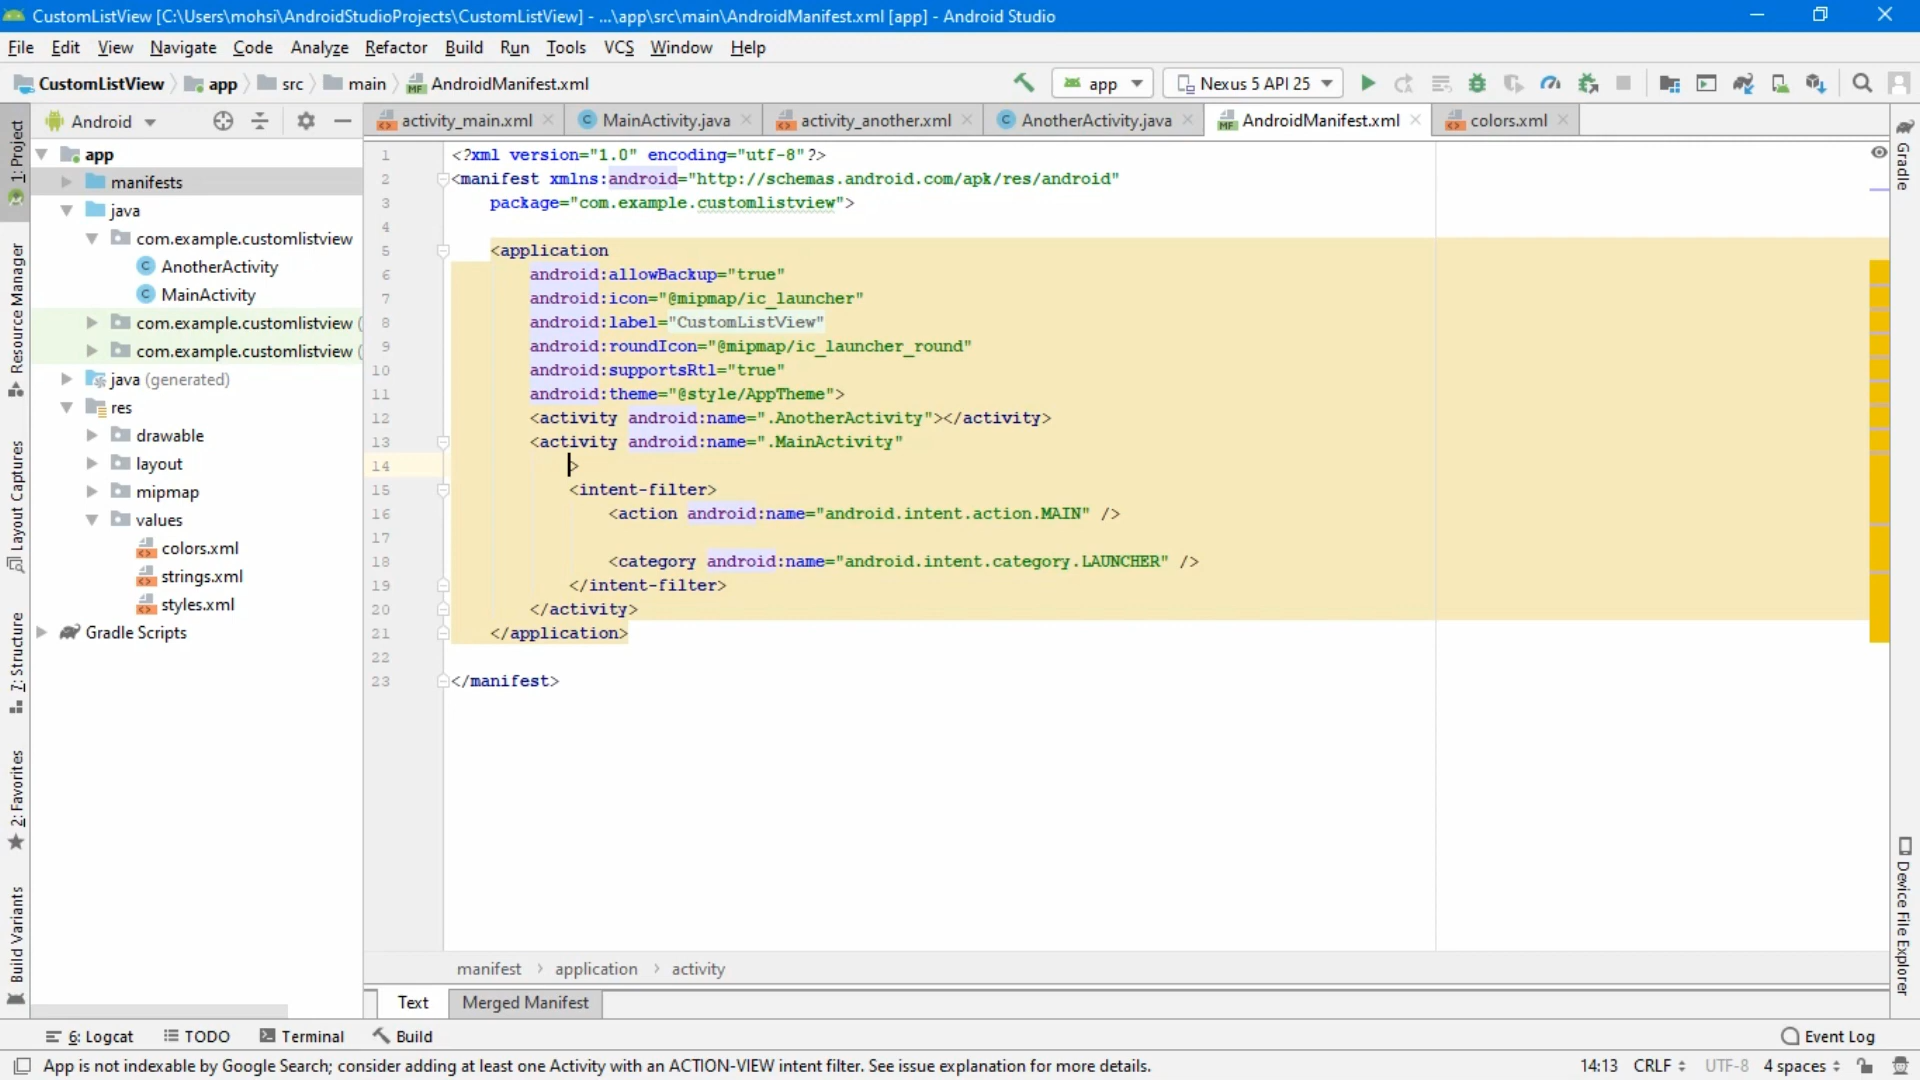 CustomListView [C:\Users\mohsi\AndroidStudioProjects\CustomListView] - ...\app\src\main\AndroidManifest.xml [app] - Android Studio
File Edit View Navigate Code Analyze Refactor Build Run Tools VCS Window Help
CustomListView app src main AndroidManifest.xml app Nexus 5 API 25
Android
activity_main.xml MainActivity.java activity_another.xml AnotherActivity.java AndroidManifest.xml colors.xml
1: Project
Resource Manager
Layout Captures
Z: Structure
2: Favorites
Build Variants
app
manifests
java
com.example.customlistview
AnotherActivity
MainActivity
com.example.customlistview (
com.example.customlistview (
java (generated)
res
drawable
layout
mipmap
values
colors.xml
strings.xml
styles.xml
Gradle Scripts
1 <?xml version="1.0" encoding="utf-8"?>
2 <manifest xmlns:android="http://schemas.android.com/apk/res/android"
3 package="com.example.customlistview">
4
5 <application
6 android:allowBackup="true"
7 android:icon="@mipmap/ic_launcher"
8 android:label="CustomListView"
9 android:roundIcon="@mipmap/ic_launcher_round"
10 android:supportsRtl="true"
11 android:theme="@style/AppTheme">
12 <activity android:name=".AnotherActivity"></activity>
13 <activity android:name=".MainActivity"
14 >
15 <intent-filter>
16 <action android:name="android.intent.action.MAIN" />
17
18 <category android:name="android.intent.category.LAUNCHER" />
19 </intent-filter>
20 </activity>
21 </application>
22
23 </manifest>
Gradle
Device File Explorer
manifest › application › activity
Text Merged Manifest
6: Logcat TODO Terminal Build Event Log
App is not indexable by Google Search; consider adding at least one Activity with an ACTION-VIEW intent filter. See issue explanation for more details. 14:13 CRLF UTF-8 4 spaces